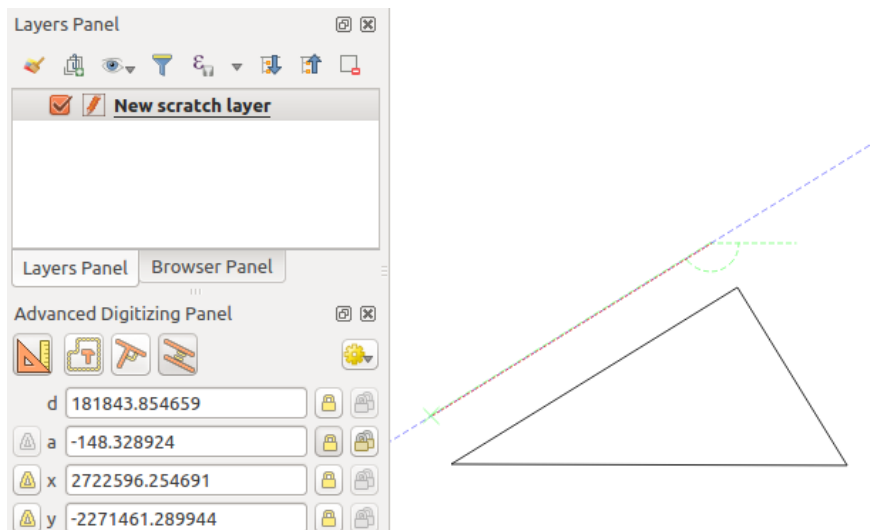 Layers Panel
New scratch layer
Layers Panel Browser Panel
Advanced Digitizing Panel
d 181843.854659
a -148.328924
x 2722596.254691
y -2271461.289944